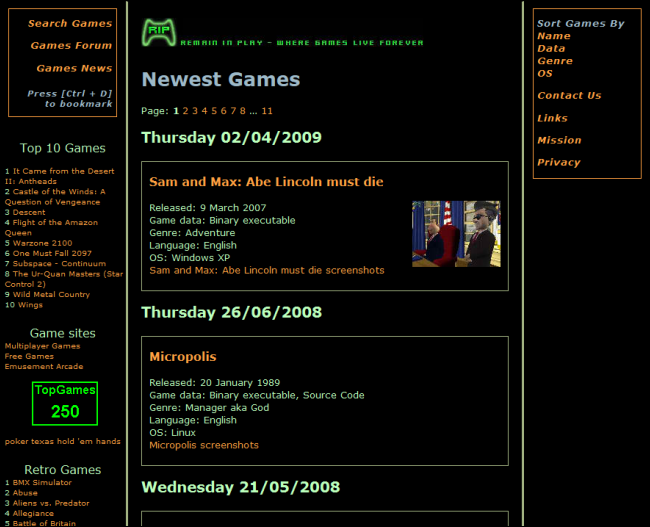 Search Games
Games Forum
Games News
Press [Ctrl + D]
to bookmark
Top 10 Games
1 It Came from the Desert
II: Antheads
2 Castle of the Winds: A
Question of Vengeance
3 Descent
4 Flight of the Amazon
Queen
5 Warzone 2100
6 One Must Fall 2097
7 Subspace - Continuum
8 The Ur-Quan Masters (Star
Control 2)
9 Wild Metal Country
10 Wings
Game sites
Multiplayer Games
Free Games
Emusement Arcade
TopGames
250
poker texas hold 'em hands
Retro Games
1 BMX Simulator
2 Abuse
3 Aliens vs. Predator
4 Allegiance
5 Battle of Britain
RIP
REMAIN IN PLAY - WHERE GAMES LIVE FOREVER
Newest Games
Page: 1 2 3 4 5 6 7 8 ... 11
Thursday 02/04/2009
Sam and Max: Abe Lincoln must die
Released: 9 March 2007
Game data: Binary executable
Genre: Adventure
Language: English
OS: Windows XP
Sam and Max: Abe Lincoln must die screenshots
Thursday 26/06/2008
Micropolis
Released: 20 January 1989
Game data: Binary executable, Source Code
Genre: Manager aka God
Language: English
OS: Linux
Micropolis screenshots
Wednesday 21/05/2008
Sort Games By
Name
Data
Genre
OS
Contact Us
Links
Mission
Privacy